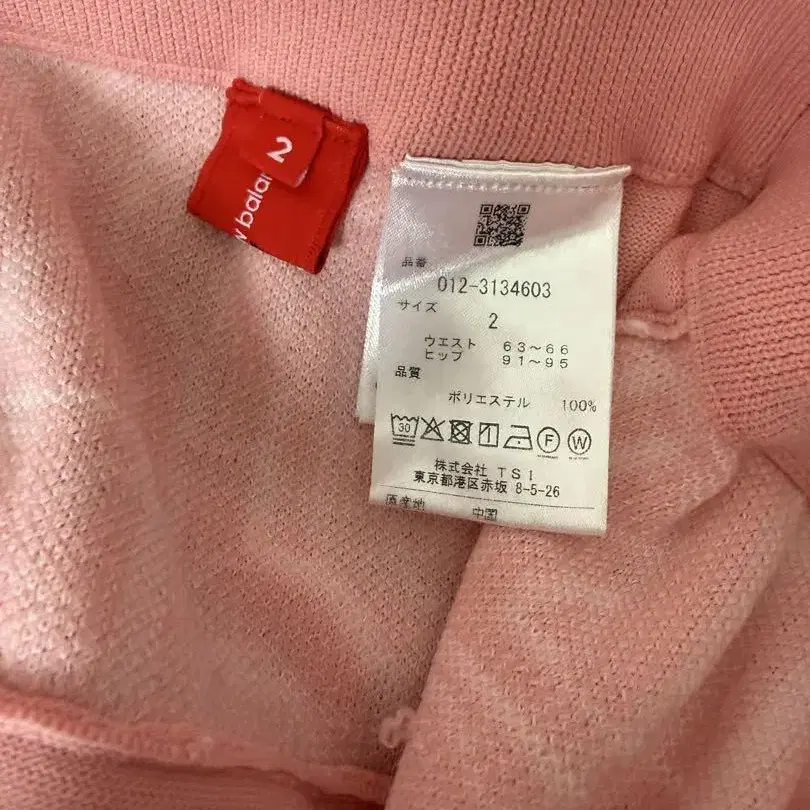 2
w balan
品番
012-3134603
サイズ
2
ウエスト 63～66
ヒップ 91～95
品質
ポリエステル 100%
30
F
W
株式会社 TSI
東京都港区赤坂 8-5-26
原産地 中国